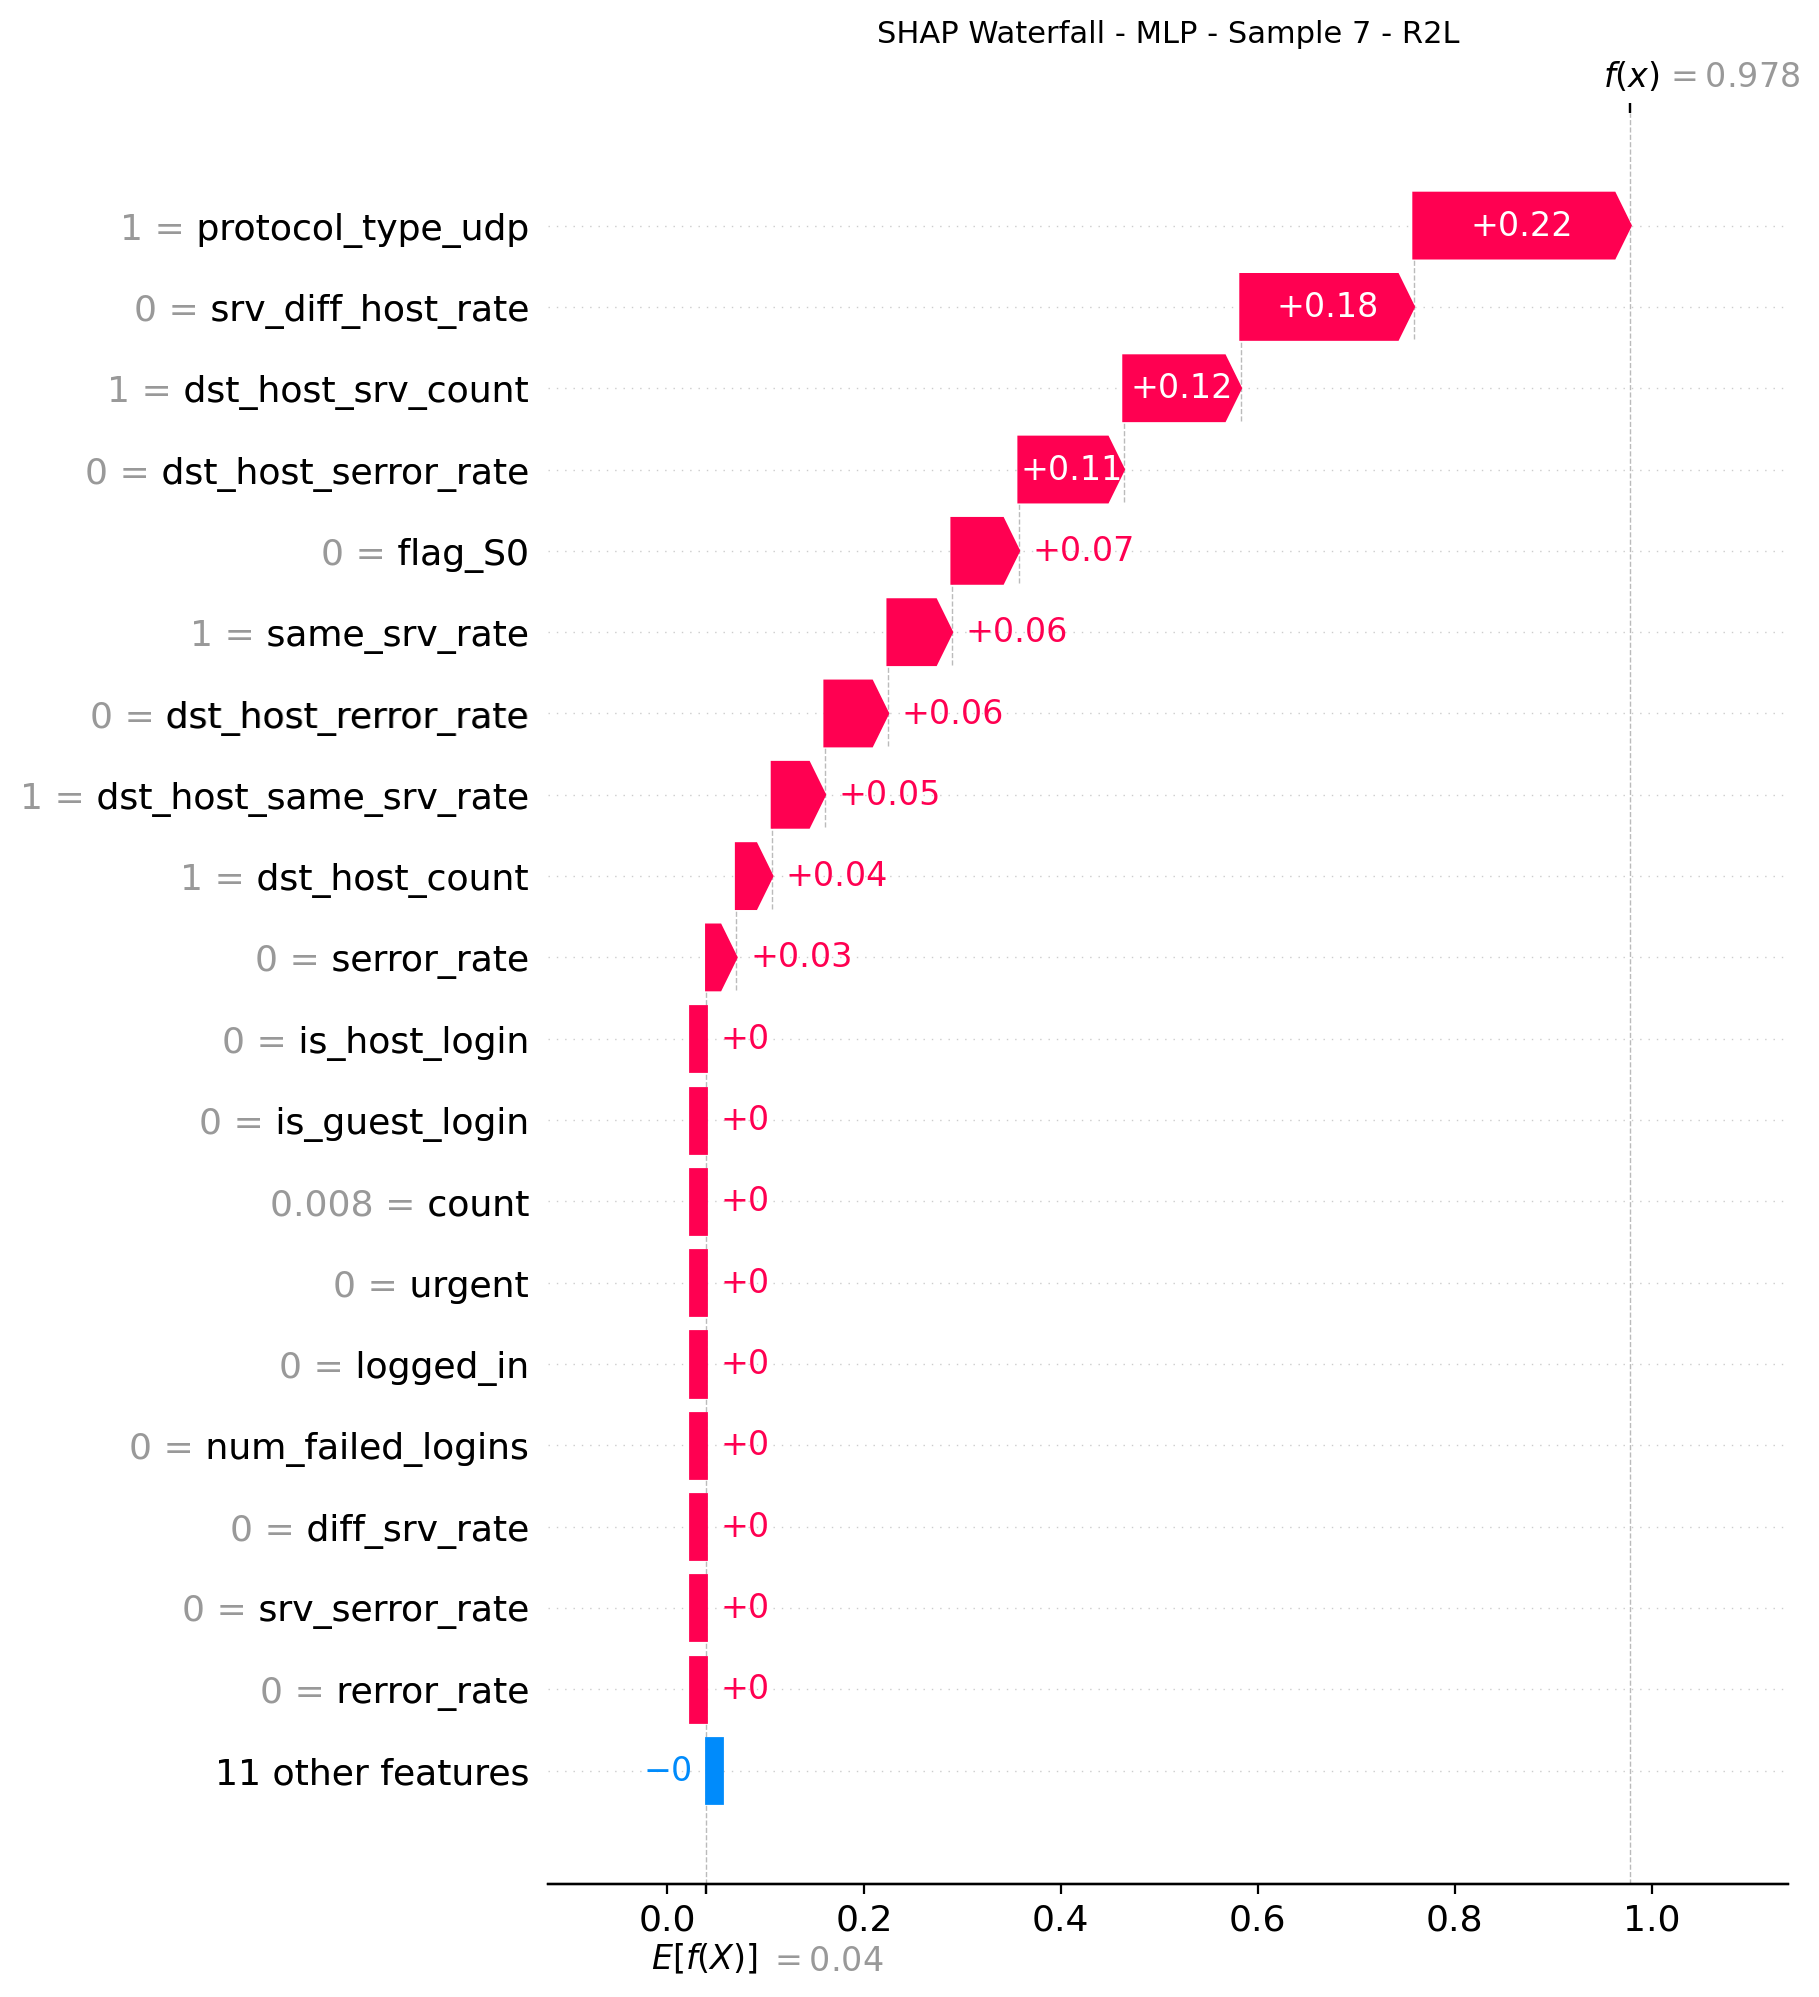 SHAP Waterfall - MLP - Sample 7 - R2L
f(x) = 0.978
1 = protocol_type_udp +0.22
0 = srv_diff_host_rate +0.18
1 = dst_host_srv_count +0.12
0 = dst_host_serror_rate +0.11
0 = flag_S0 +0.07
1 = same_srv_rate +0.06
0 = dst_host_rerror_rate +0.06
1 = dst_host_same_srv_rate +0.05
1 = dst_host_count +0.04
0 = serror_rate +0.03
0 = is_host_login +0
0 = is_guest_login +0
0.008 = count +0
0 = urgent +0
0 = logged_in +0
0 = num_failed_logins +0
0 = diff_srv_rate +0
0 = srv_serror_rate +0
0 = rerror_rate +0
11 other features −0
0.0 0.2 0.4 0.6 0.8 1.0
E[f(X)] = 0.04